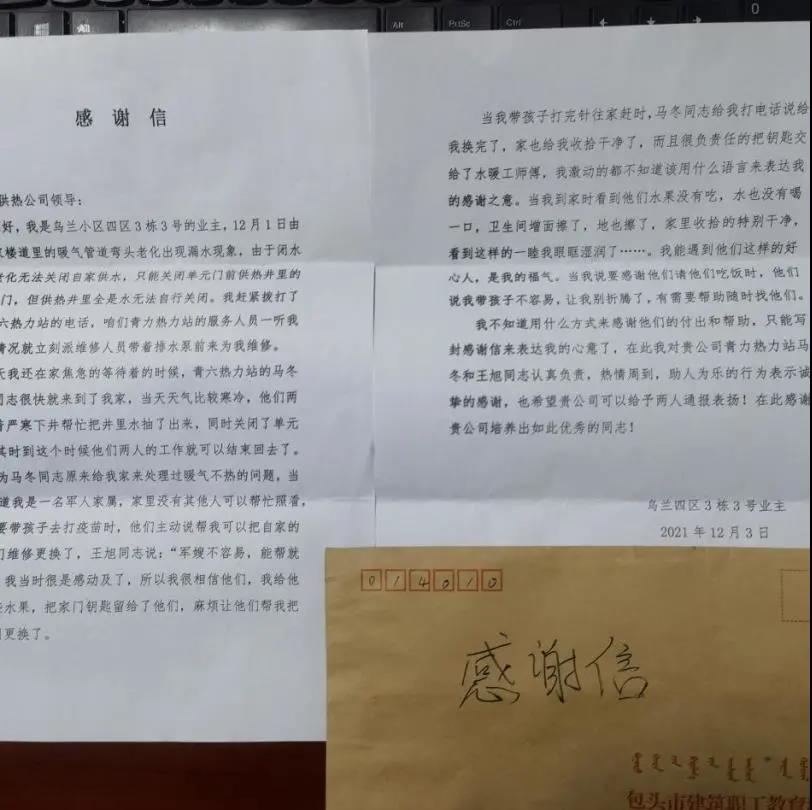 Alt
PrtSc
Ctrl
0
感 谢 信
供热公司领导:
好,我是乌兰小区四区3栋3号的业主,12月1日由
楼道里的暖气管道弯头老化出现漏水现象,由于闭水
老化无法关闭自家供水,只能关闭单元门前供热井里的
门,但供热井里全是水无法自行关闭。我赶紧拨打了
六热力站的电话,咱们青力热力站的服务人员一听我
情况就立刻派维修人员带着排水泵前来为我维修。
天我还在家焦急的等待着的时候,青六热力站的马冬
同志很快就来到了我家,当天天气比较寒冷,他们两
严寒下井帮忙把井里水抽了出来,同时关闭了单元
其时到这个时候他们两人的工作就可以结束回去了。
为马冬同志原来给我家来处理过暖气不热的问题,当
道我是一名军人家属,家里没有其他人可以帮忙照看,
要带孩子去打疫苗时,他们主动说帮我可以把自家的
门维修更换了,王旭同志说:“军嫂不容易,能帮就
我当时很是感动及了,所以我很相信他们,我给他
水果,把家门钥匙留给了他们,麻烦让他们帮我把
更换了。
当我带孩子打完针往家赶时,马冬同志给我打电话说给
我换完了,家也给我收拾干净了,而且很负责任的把钥匙交
给了水暖工师傅,我激动的都不知道该用什么语言来表达我
的感谢之意。当我到家时看到他们水果没有吃,水也没有喝
一口,卫生间增面擦了,地也擦了,家里收拾的特别干净,
看到这样的一睦我眼眶湿润了……。我能遇到他们这样的好
心人,是我的福气。当我说要感谢他们请他们吃饭时,他们
说我带孩子不容易,让我别折腾了,有需要帮助随时找他们。
我不知道用什么方式来感谢他们的付出和帮助,只能写
封感谢信来表达我的心意了,在此我对贵公司青力热力站马
冬和王旭同志认真负责,热情周到,助人为乐的行为表示诚
挚的感谢,也希望贵公司可以给予两人通报表扬!在此感谢
贵公司培养出如此优秀的同志!
乌兰四区3栋3号业主
2021年12月3日
014010
感谢信
包头市建筑职工教育